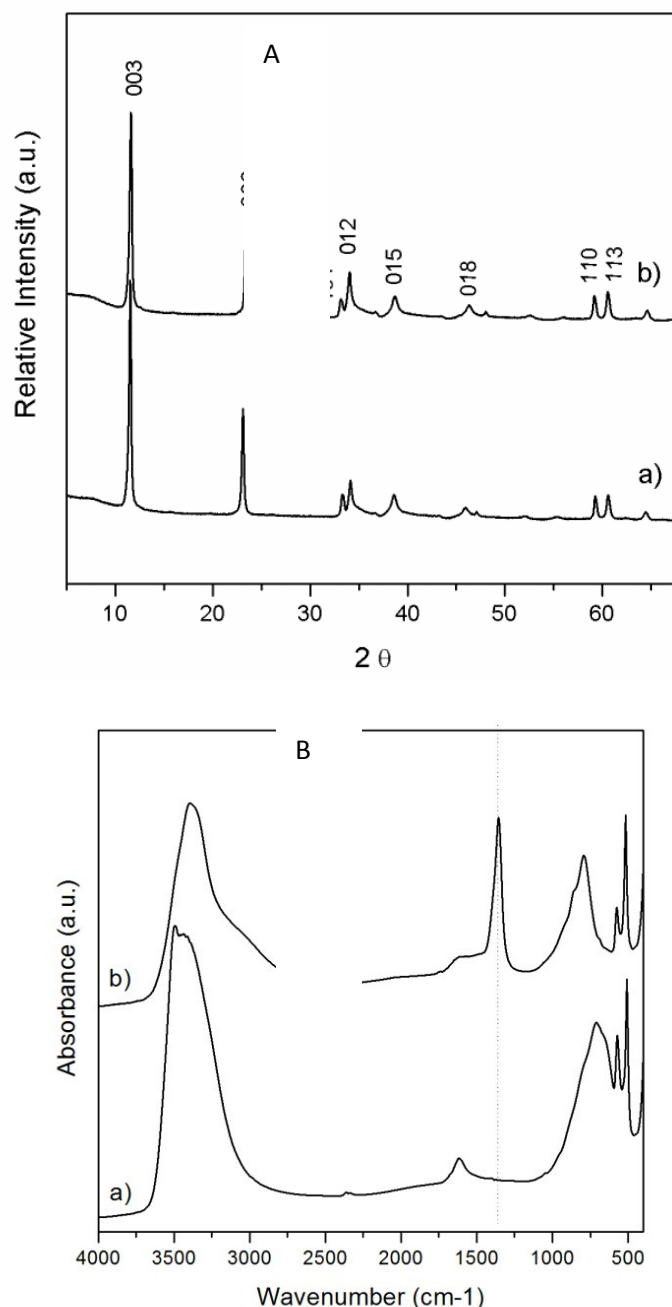 A
003
012
015
018
110
113
b)
a)
Relative Intensity (a.u.)
10 20 30 40 50 60
2 θ
B
b)
a)
Absorbance (a.u.)
4000 3500 3000 2500 2000 1500 1000 500
Wavenumber (cm-1)